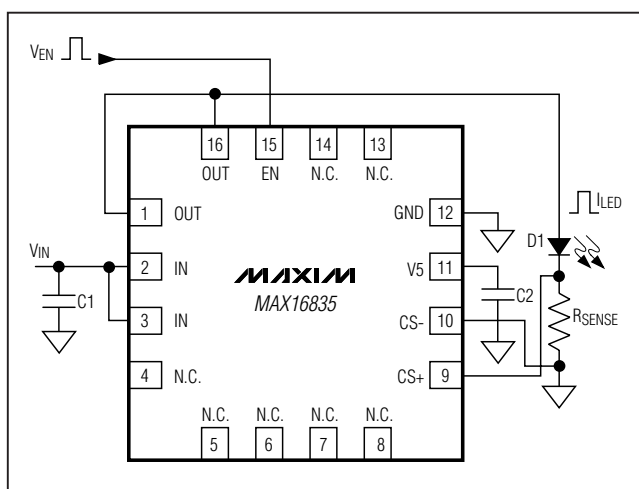 VEN
16 15 14 13
OUT EN N.C. N.C.
1 OUT
GND 12
ILED
D1
VIN
2 IN
V5 11
C1
MAXIM
MAX16835
C2
RSENSE
3 IN
CS- 10
4 N.C.
CS+ 9
N.C. N.C. N.C. N.C.
5 6 7 8